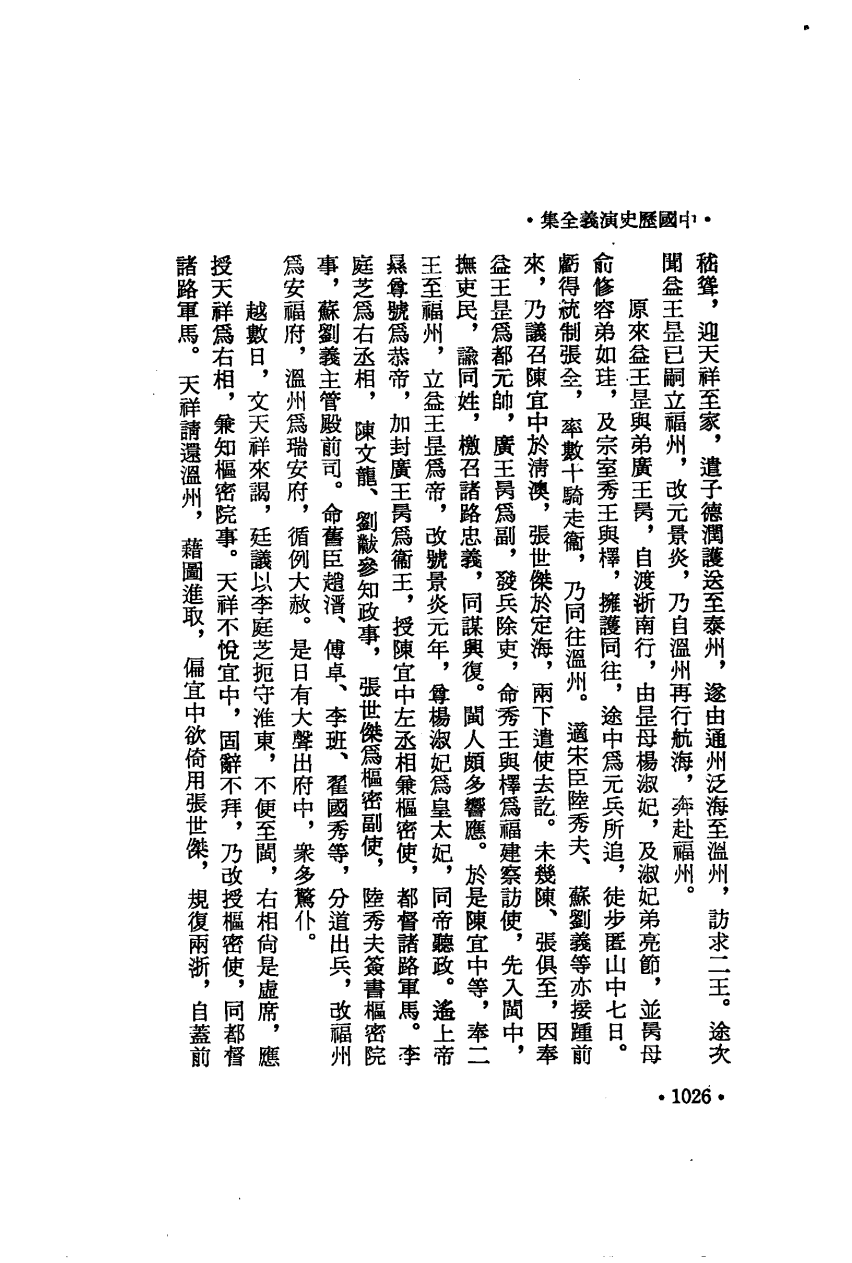 •中國歷史演義全集•
嵇聳，迎天祥至家，遣子德潤護送至泰州，遂由通州泛海至溫州，訪求二王。途次
聞益王昰已嗣立福州，改元景炎，乃自溫州再行航海，奔赴福州。
原來益王昰與弟廣王昺，自渡浙南行，由昰母楊淑妃，及淑妃弟亮節，並昺母
俞修容弟如珪，及宗室秀王與檡，擁護同往，途中爲元兵所追，徒步匿山中七日。
虧得統制張全，率數十騎走衞，乃同往溫州。適宋臣陸秀夫、蘇劉義等亦接踵前
來，乃議召陳宜中於清澳，張世傑於定海，兩下遣使去訖。未幾陳、張俱至，因奉
益王昰爲都元帥，廣王昺爲副，發兵除吏，命秀王與檡爲福建察訪使，先入閩中，
撫吏民，諭同姓，檄召諸路忠義，同謀興復。閩人頗多響應。於是陳宜中等，奉二
王至福州，立益王昰爲帝，改號景炎元年，尊楊淑妃爲皇太妃，同帝聽政。遙上帝
㬎尊號爲恭帝，加封廣王昺爲衞王，授陳宜中左丞相兼樞密使，都督諸路軍馬。李
庭芝爲右丞相，陳文龍、劉黻參知政事，張世傑爲樞密副使，陸秀夫簽書樞密院
事，蘇劉義主管殿前司。命舊臣趙溍、傅卓、李班、翟國秀等，分道出兵，改福州
爲安福府，溫州爲瑞安府，循例大赦。是日有大聲出府中，衆多驚仆。
越數日，文天祥來謁，廷議以李庭芝扼守淮東，不便至閩，右相尙是虛席，應
授天祥爲右相，兼知樞密院事。天祥不悅宜中，固辭不拜，乃改授樞密使，同都督
諸路軍馬。天祥請還溫州，藉圖進取，偏宜中欲倚用張世傑，規復兩浙，自蓋前
•1026•